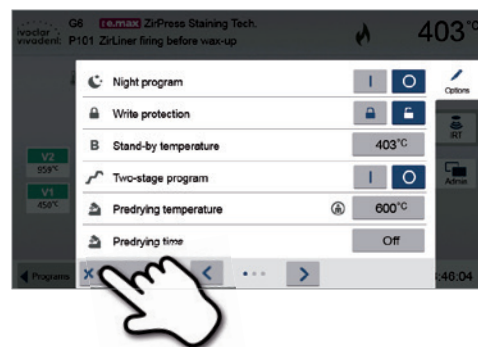 ivoclar vivadent:
G6 IPS e.max ZirPress Staining Tech.
P101 ZirLiner firing before wax-up
403°C
Night program I O
Options
Write protection
IRT
B Stand-by temperature 403°C
V2
959°C
Two-stage program I O
Admin
V1
450°C
Predrying temperature 600°C
Predrying time Off
Programs
:46:04